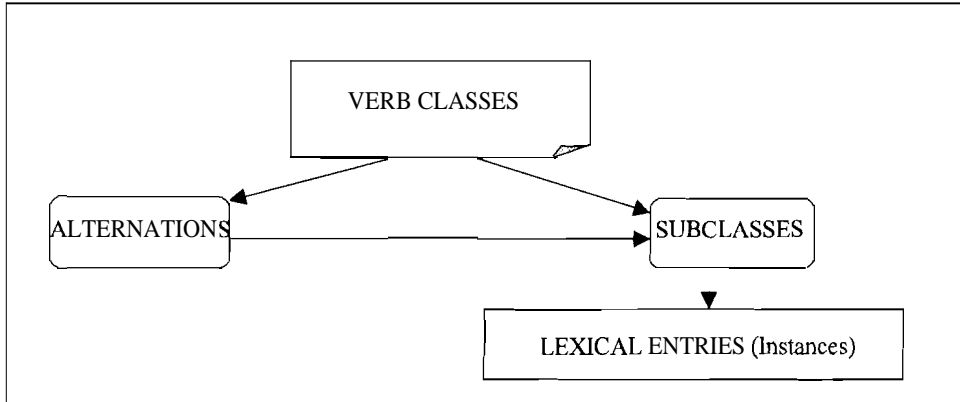 VERB CLASSES
ALTERNATIONS
SUBCLASSES
LEXICAL ENTRIES (Instances)